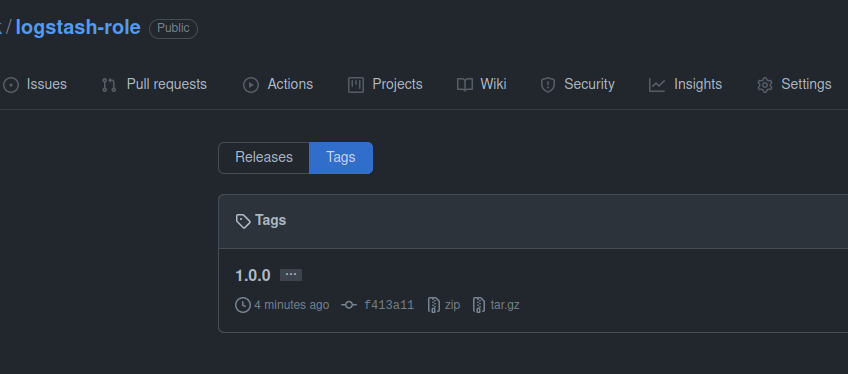 / logstash-role Public
Issues Pull requests Actions Projects Wiki Security Insights Settings
Releases Tags
Tags
1.0.0 ...
4 minutes ago f413a11 zip tar.gz